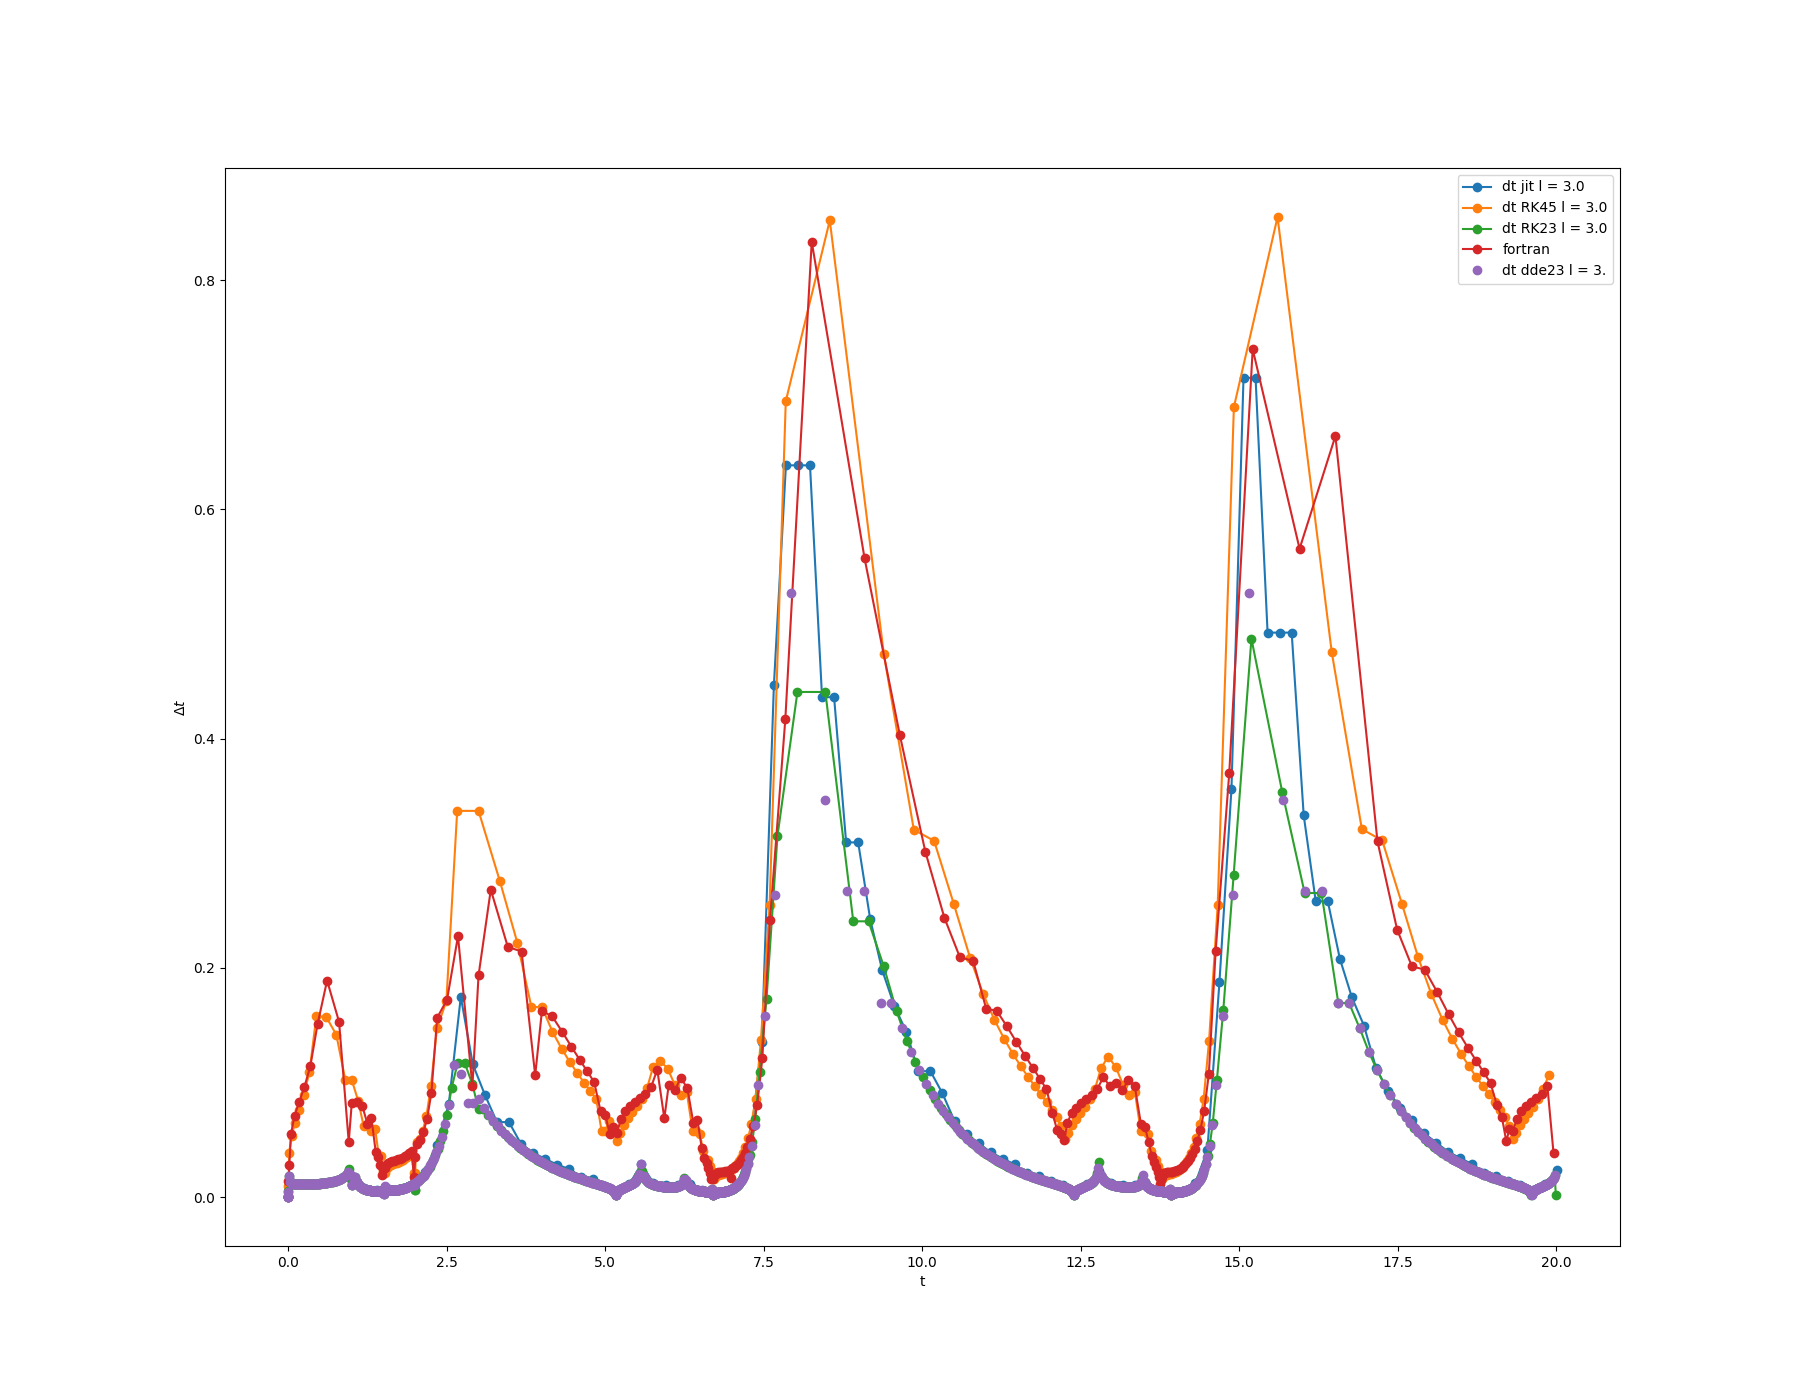 dt jit l = 3.0
dt RK45 l = 3.0
dt RK23 l = 3.0
fortran
dt dde23 l = 3.
0.8
0.6
0.4
0.2
0.0
Δt
0.0 2.5 5.0 7.5 10.0 12.5 15.0 17.5 20.0
t